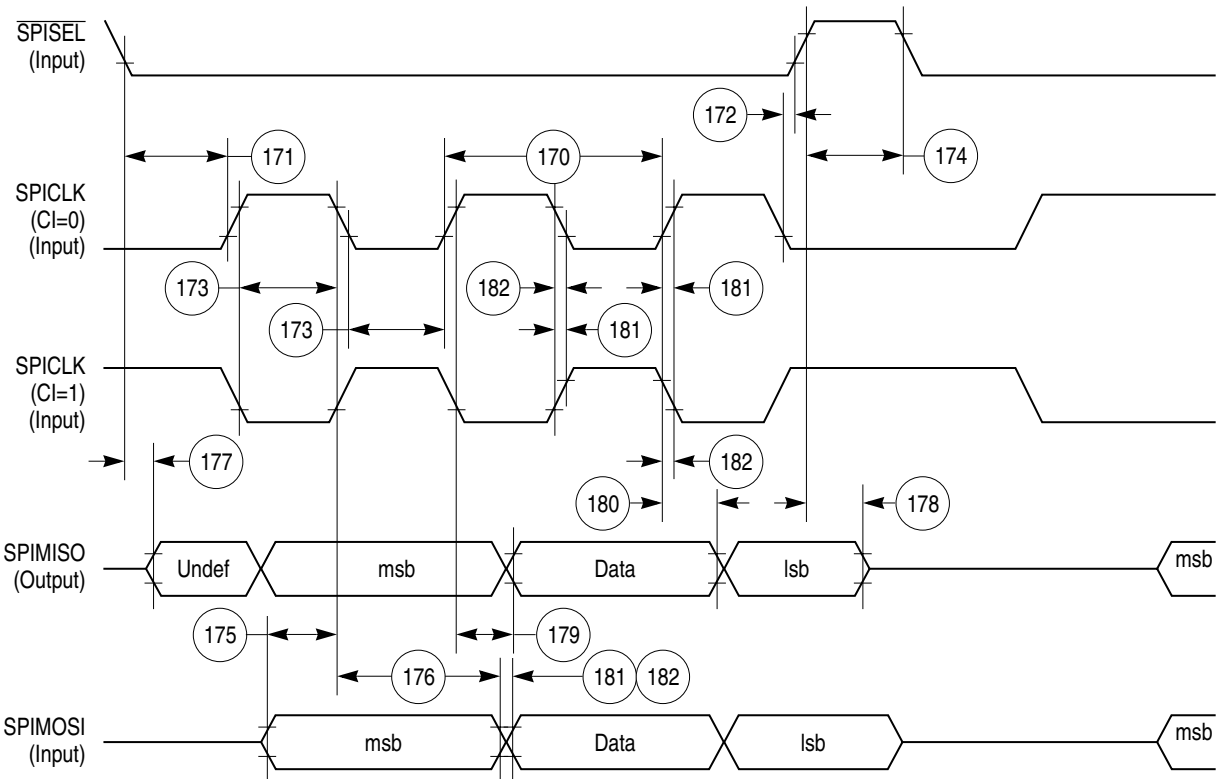 SPISEL
(Input)
172
171
170
174
SPICLK
(CI=0)
(Input)
173
182
181
173
181
SPICLK
(CI=1)
(Input)
177
182
180
178
SPIMISO
(Output)
Undef
msb
Data
lsb
msb
175
179
176
181
182
SPIMOSI
(Input)
msb
Data
lsb
msb